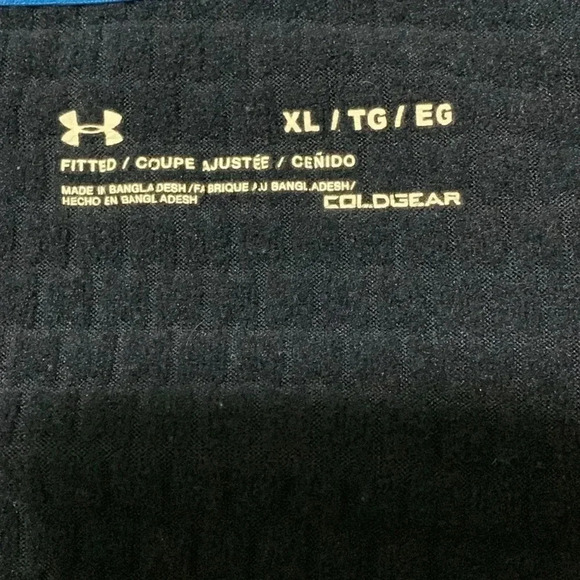 XL / TG / EG
FITTED / COUPE AJUSTÉE / CEÑIDO
MADE IN BANGLADESH / FABRIQUE AU BANGLADESH /
HECHO EN BANGLADESH
COLDGEAR